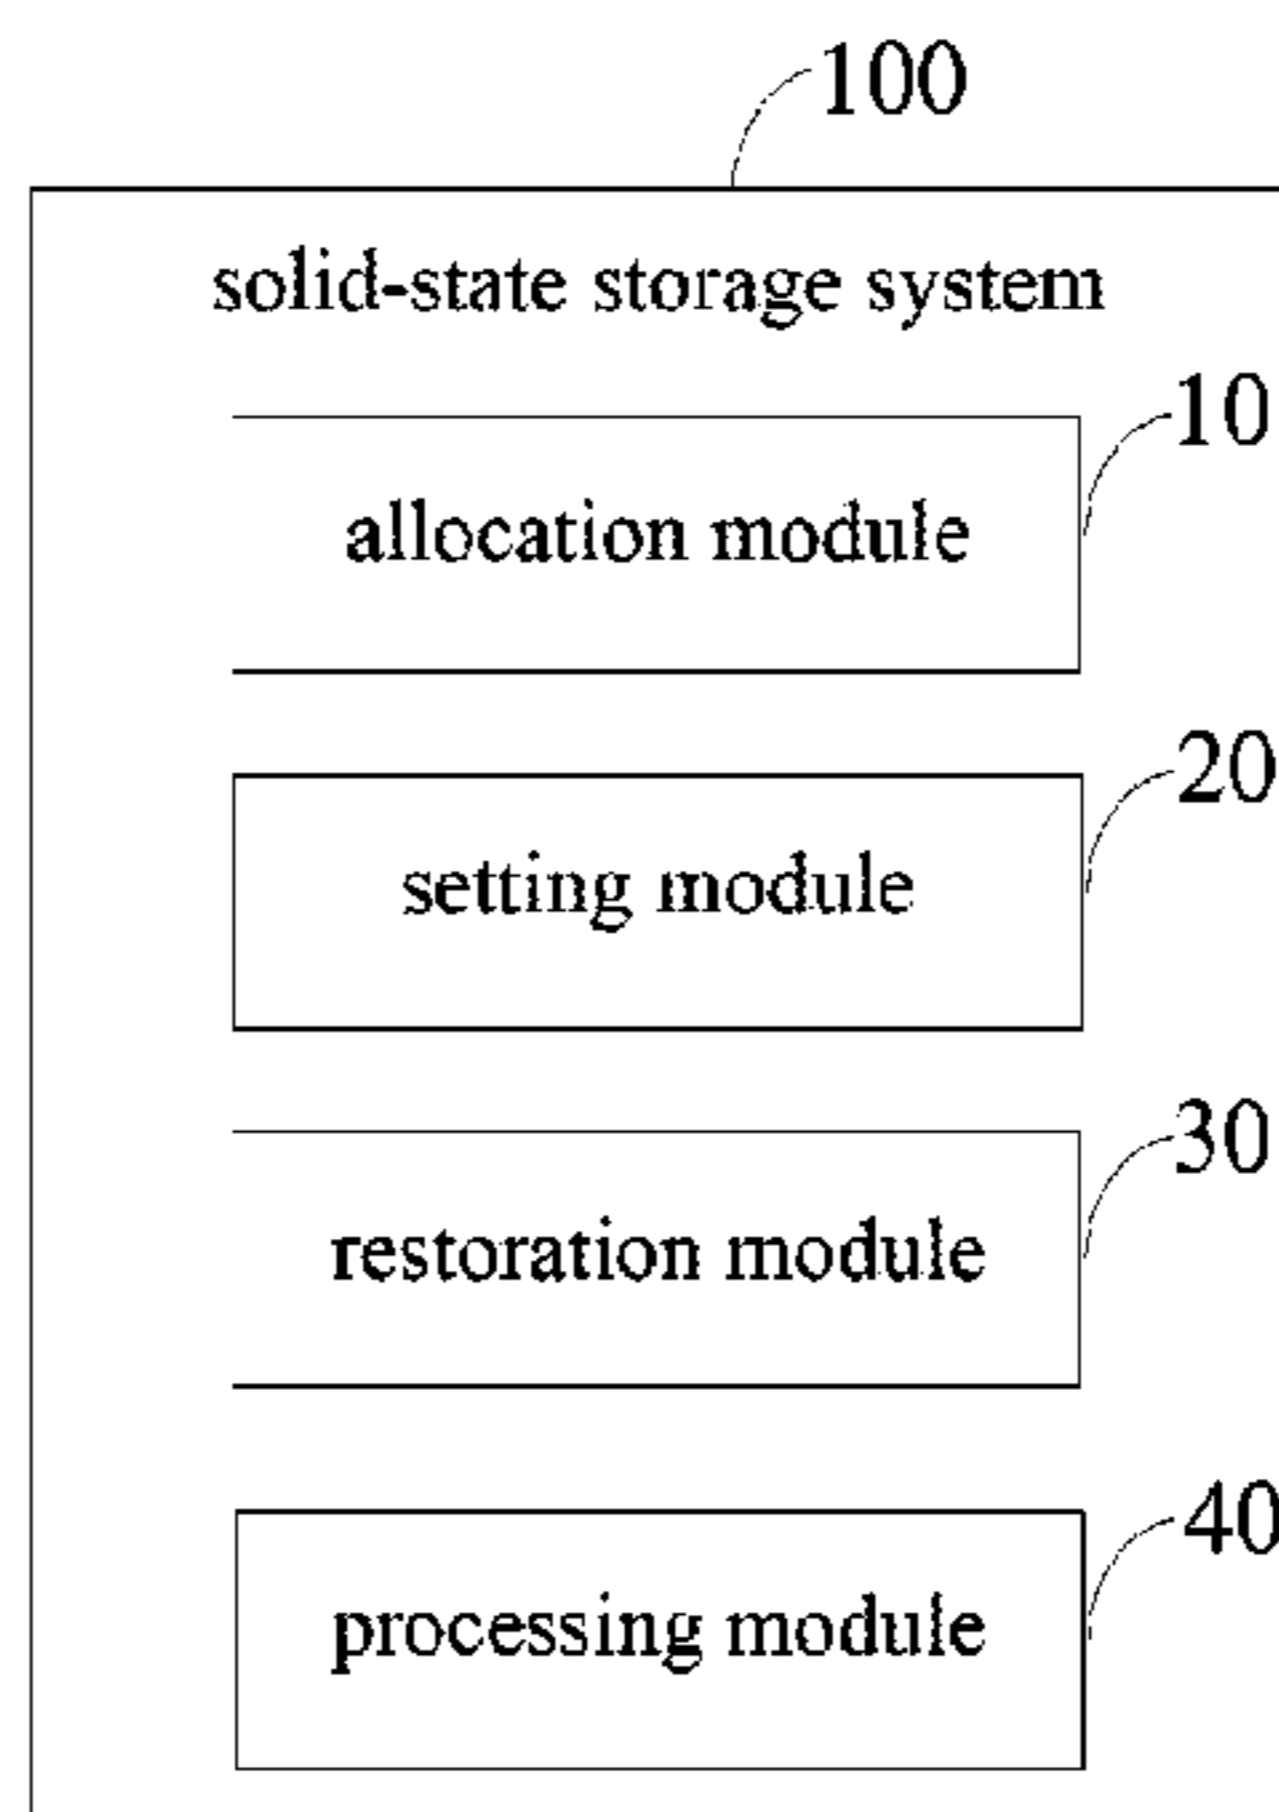 100
solid-state storage system
10
allocation module
20
setting module
30
restoration module
40
processing module